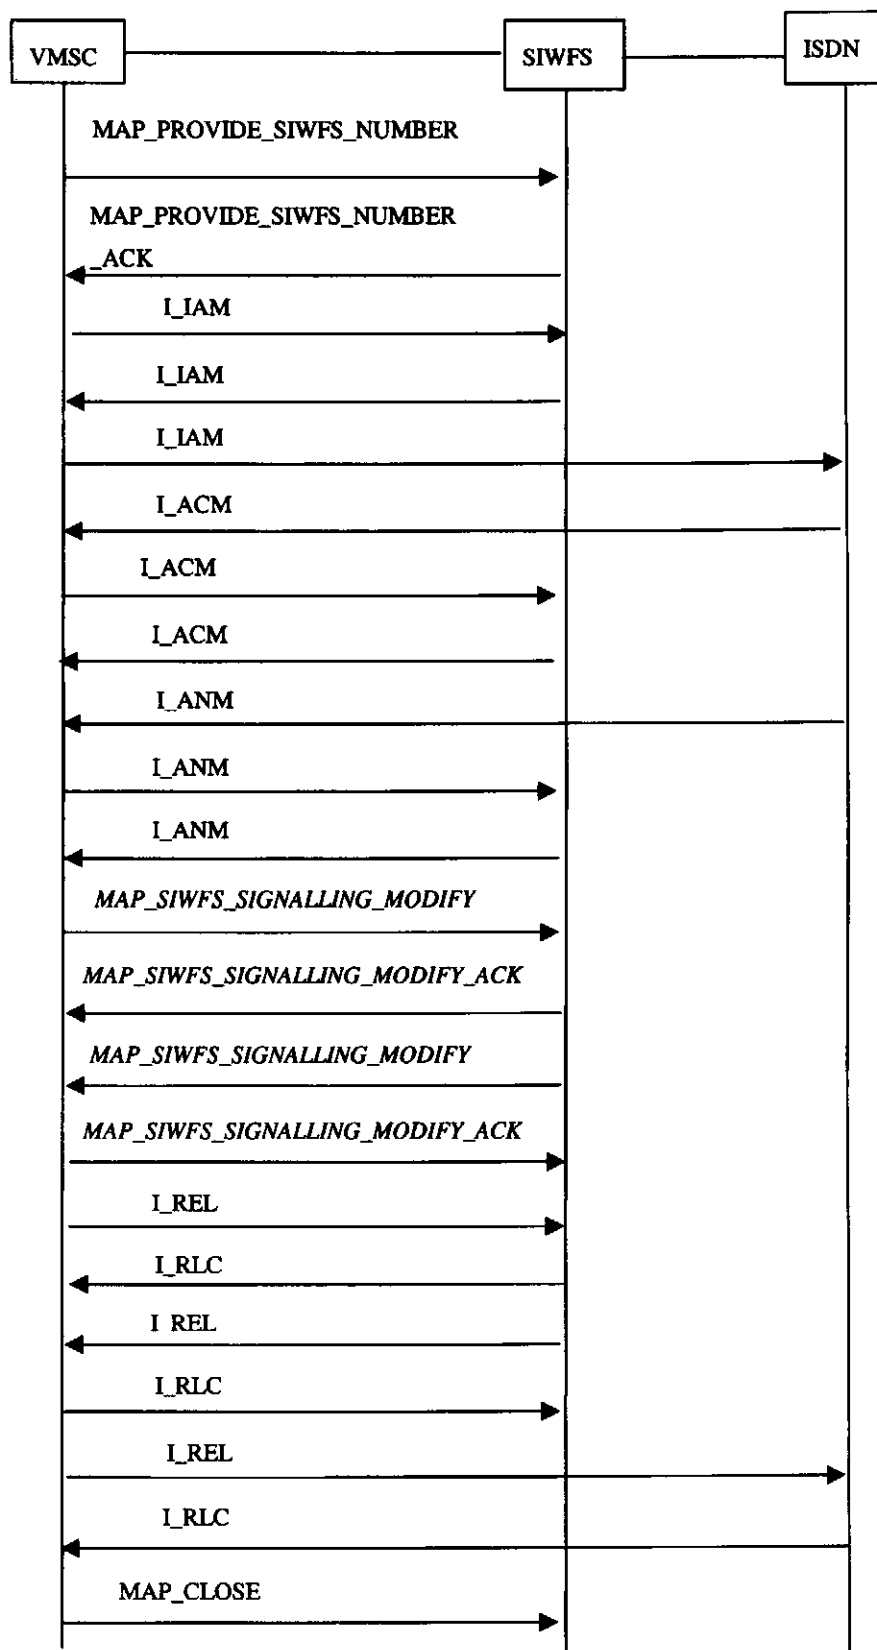 VMSC
SIWFS
ISDN
MAP_PROVIDE_SIWFS_NUMBER
MAP_PROVIDE_SIWFS_NUMBER
_ACK
I_IAM
I_IAM
I_IAM
I_ACM
I_ACM
I_ACM
I_ANM
I_ANM
I_ANM
MAP_SIWFS_SIGNALLING_MODIFY
MAP_SIWFS_SIGNALLING_MODIFY_ACK
MAP_SIWFS_SIGNALLING_MODIFY
MAP_SIWFS_SIGNALLING_MODIFY_ACK
I_REL
I_RLC
I REL
I_RLC
I_REL
I_RLC
MAP_CLOSE